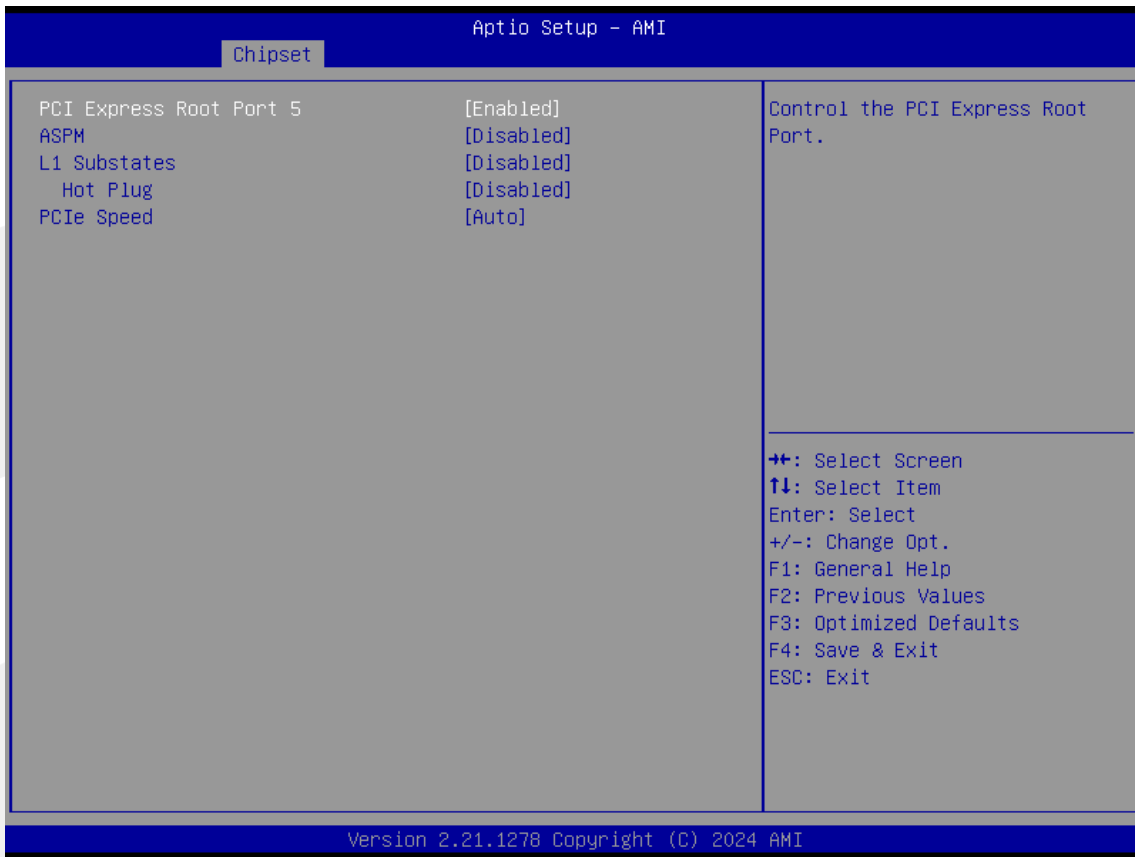 Aptio Setup – AMI
Chipset
PCI Express Root Port 5 [Enabled]
ASPM [Disabled]
L1 Substates [Disabled]
Hot Plug [Disabled]
PCIe Speed [Auto]
Control the PCI Express Root
Port.
→←: Select Screen
↑↓: Select Item
Enter: Select
+/-: Change Opt.
F1: General Help
F2: Previous Values
F3: Optimized Defaults
F4: Save & Exit
ESC: Exit
Version 2.21.1278 Copyright (C) 2024 AMI